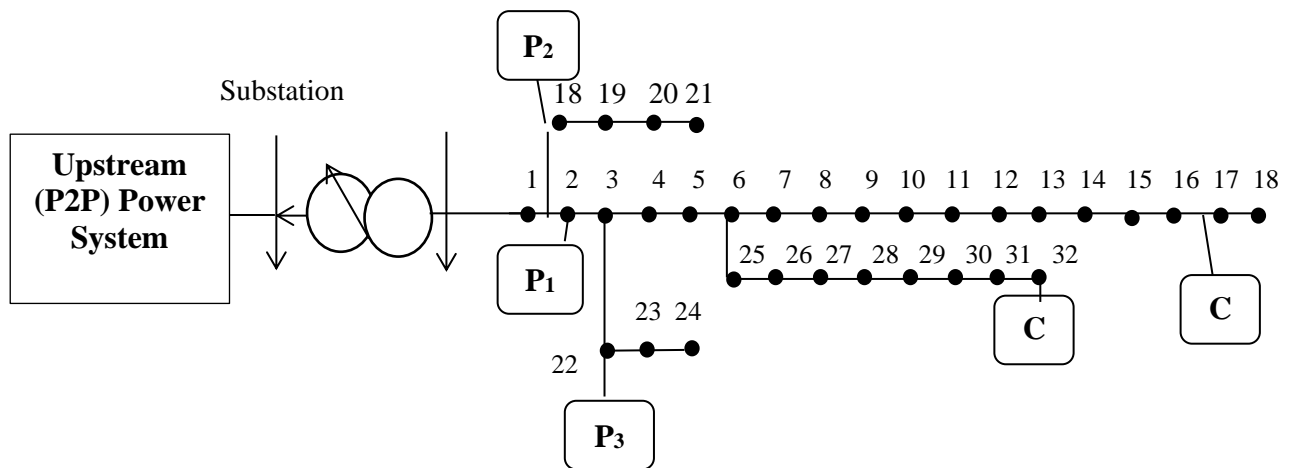 P2
Substation
18 19 20 21
Upstream
(P2P) Power
System
1 2 3 4 5 6 7 8 9 10 11 12 13 14 15 16 17 18
P1
25 26 27 28 29 30 31 32
C
C
23 24
22
P3